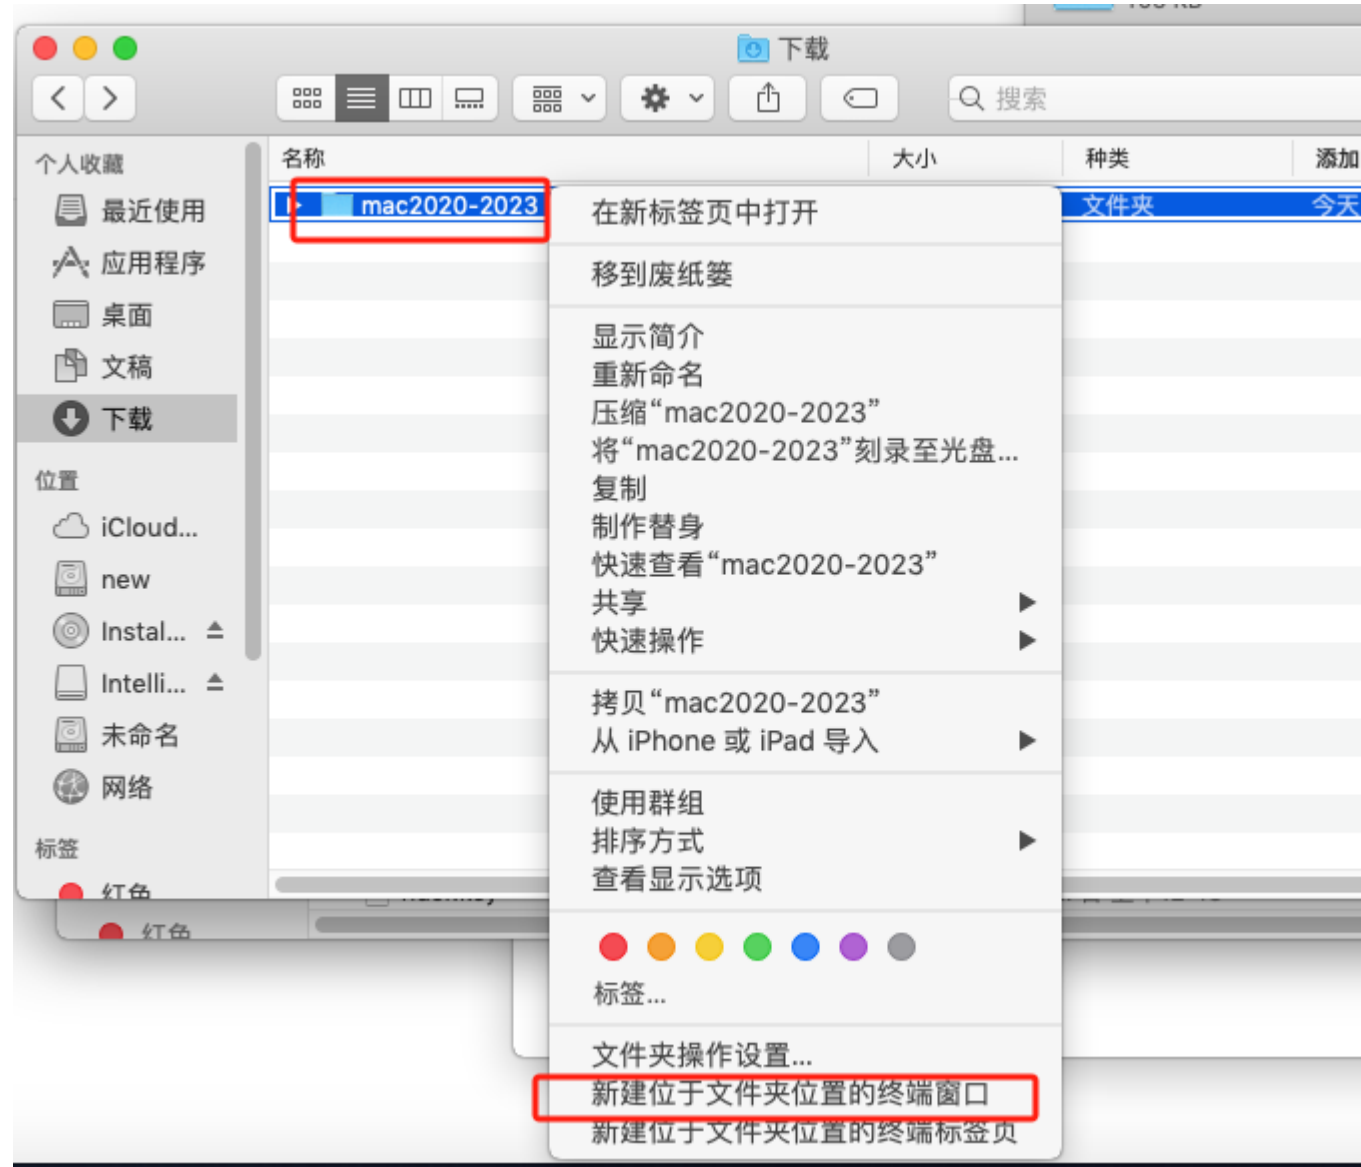 下载
搜索
个人收藏
最近使用
应用程序
桌面
文稿
下载
位置
iCloud...
new
Instal...
Intelli...
未命名
网络
标签
红色
红色
名称
大小
种类
添加
mac2020-2023
文件夹
今天
在新标签页中打开
移到废纸篓
显示简介
重新命名
压缩“mac2020-2023”
将“mac2020-2023”刻录至光盘...
复制
制作替身
快速查看“mac2020-2023”
共享
快速操作
拷贝“mac2020-2023”
从 iPhone 或 iPad 导入
使用群组
排序方式
查看显示选项
标签...
文件夹操作设置...
新建位于文件夹位置的终端窗口
新建位于文件夹位置的终端标签页